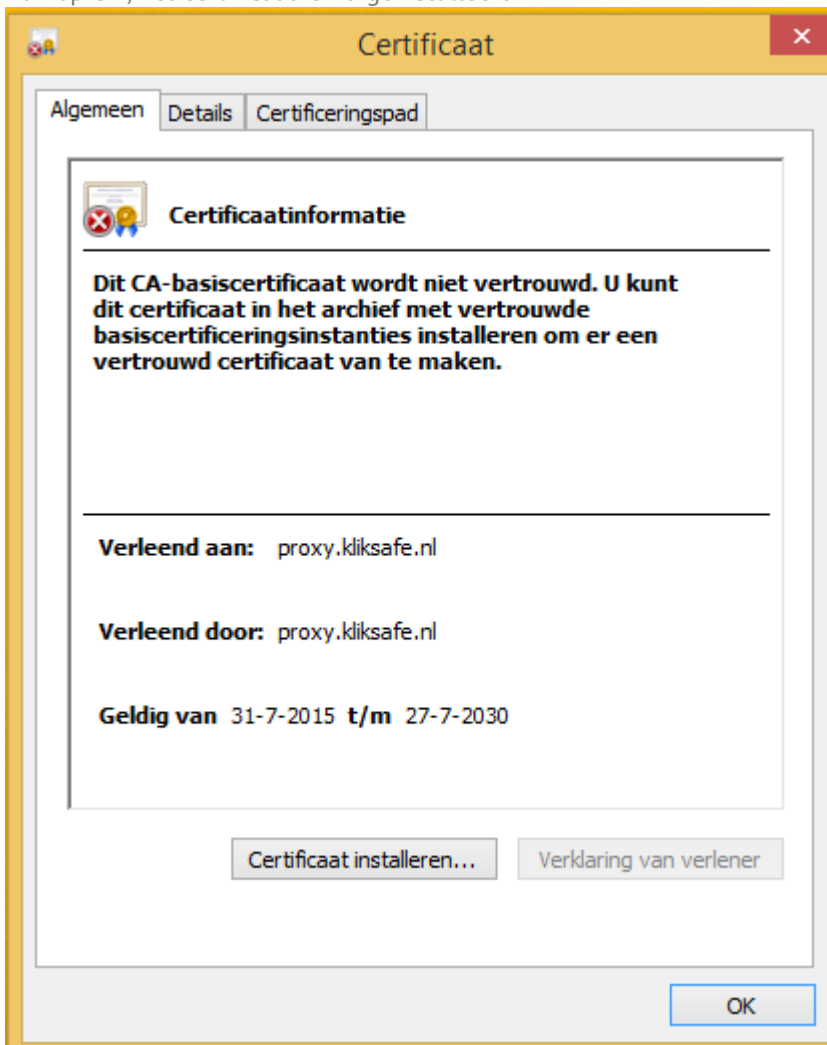 Certificaat
Algemeen Details Certificeringspad
Certificaatinformatie
Dit CA-basiscertificaat wordt niet vertrouwd. U kunt
dit certificaat in het archief met vertrouwde
basiscertificeringsinstanties installeren om er een
vertrouwd certificaat van te maken.
Verleend aan: proxy.kliksafe.nl
Verleend door: proxy.kliksafe.nl
Geldig van 31-7-2015 t/m 27-7-2030
Certificaat installeren... Verklaring van verlener
OK